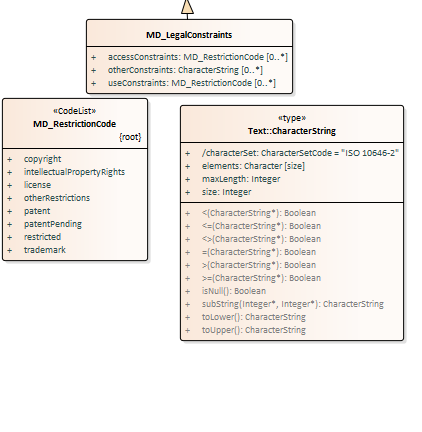 MD_LegalConstraints
+ accessConstraints: MD_RestrictionCode [0..*]
+ otherConstraints: CharacterString [0..*]
+ useConstraints: MD_RestrictionCode [0..*]
«CodeList»
MD_RestrictionCode
{root}
+ copyright
+ intellectualPropertyRights
+ license
+ otherRestrictions
+ patent
+ patentPending
+ restricted
+ trademark
«type»
Text::CharacterString
+ /characterSet: CharacterSetCode = "ISO 10646-2"
+ elements: Character [size]
+ maxLength: Integer
+ size: Integer
+ <(CharacterString*): Boolean
+ <=(CharacterString*): Boolean
+ <>(CharacterString*): Boolean
+ =(CharacterString*): Boolean
+ >(CharacterString*): Boolean
+ >=(CharacterString*): Boolean
+ isNull(): Boolean
+ subString(Integer*, Integer*): CharacterString
+ toLower(): CharacterString
+ toUpper(): CharacterString